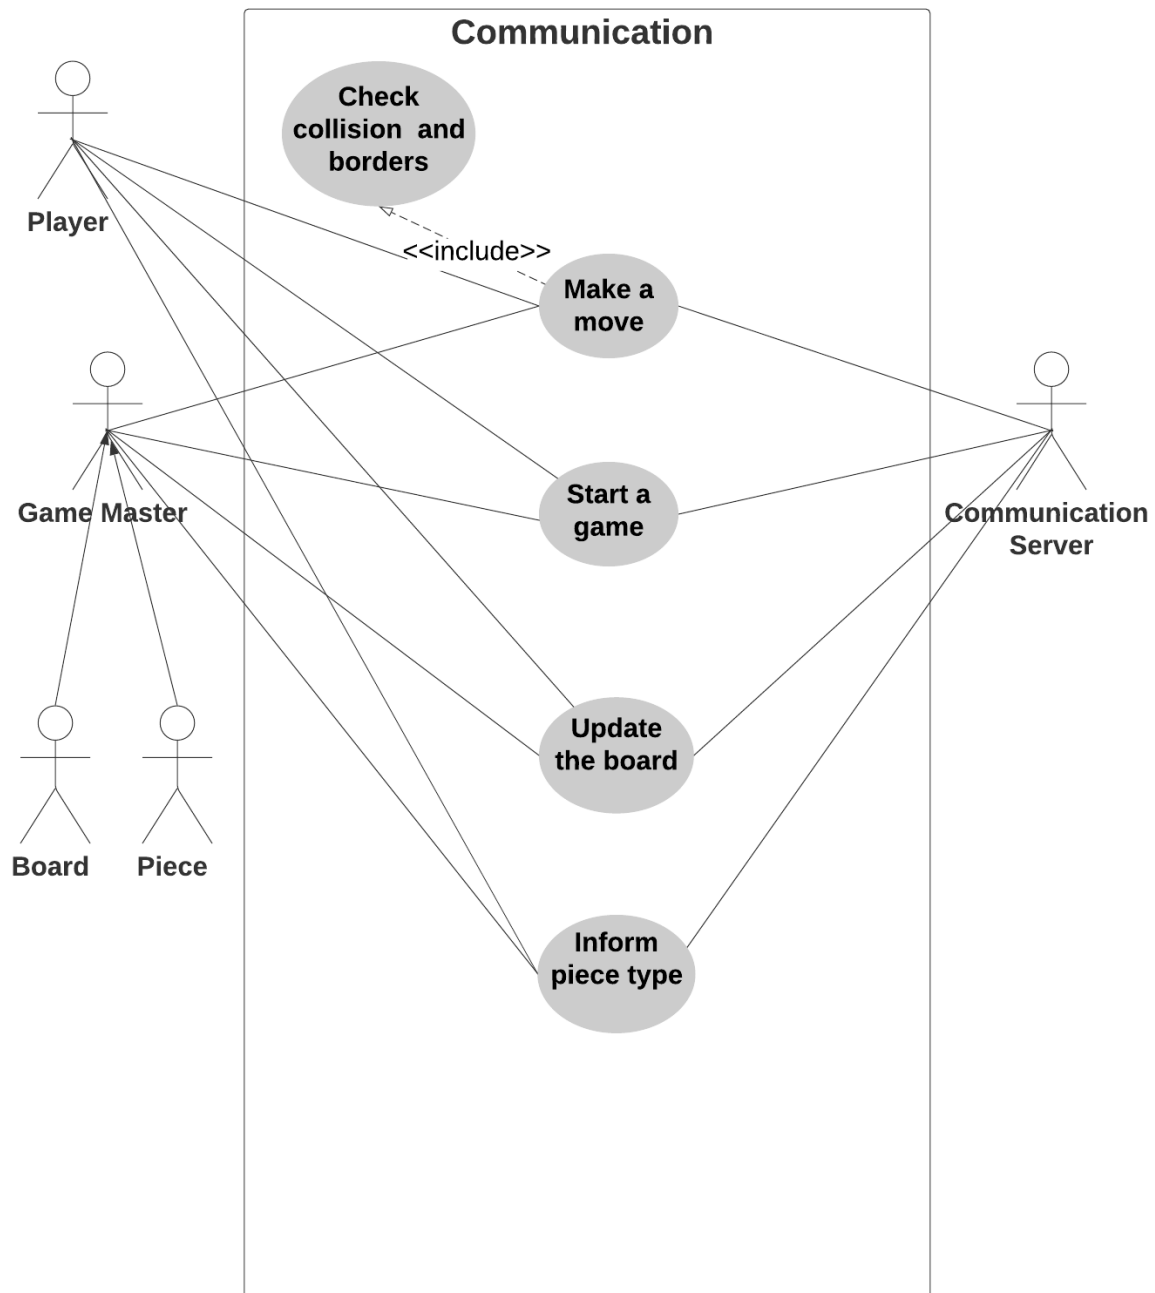 Communication
Check
collision and
borders
Player
<<include>>
Make a
move
Game Master
Start a
game
Communication
Server
Update
the board
Board
Piece
Inform
piece type